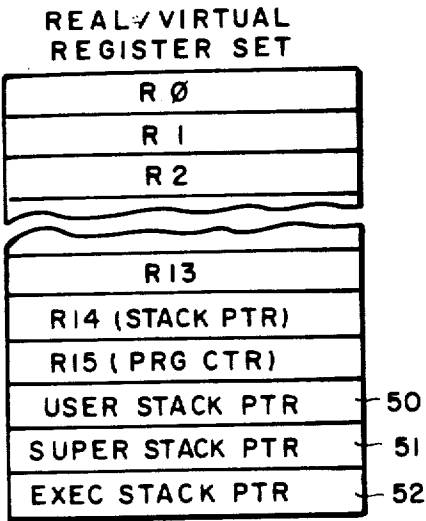 REAL/VIRTUAL
REGISTER SET
R Ø
R 1
R 2
R13
R14 (STACK PTR)
R15 (PRG CTR)
USER STACK PTR 50
SUPER STACK PTR 51
EXEC STACK PTR 52